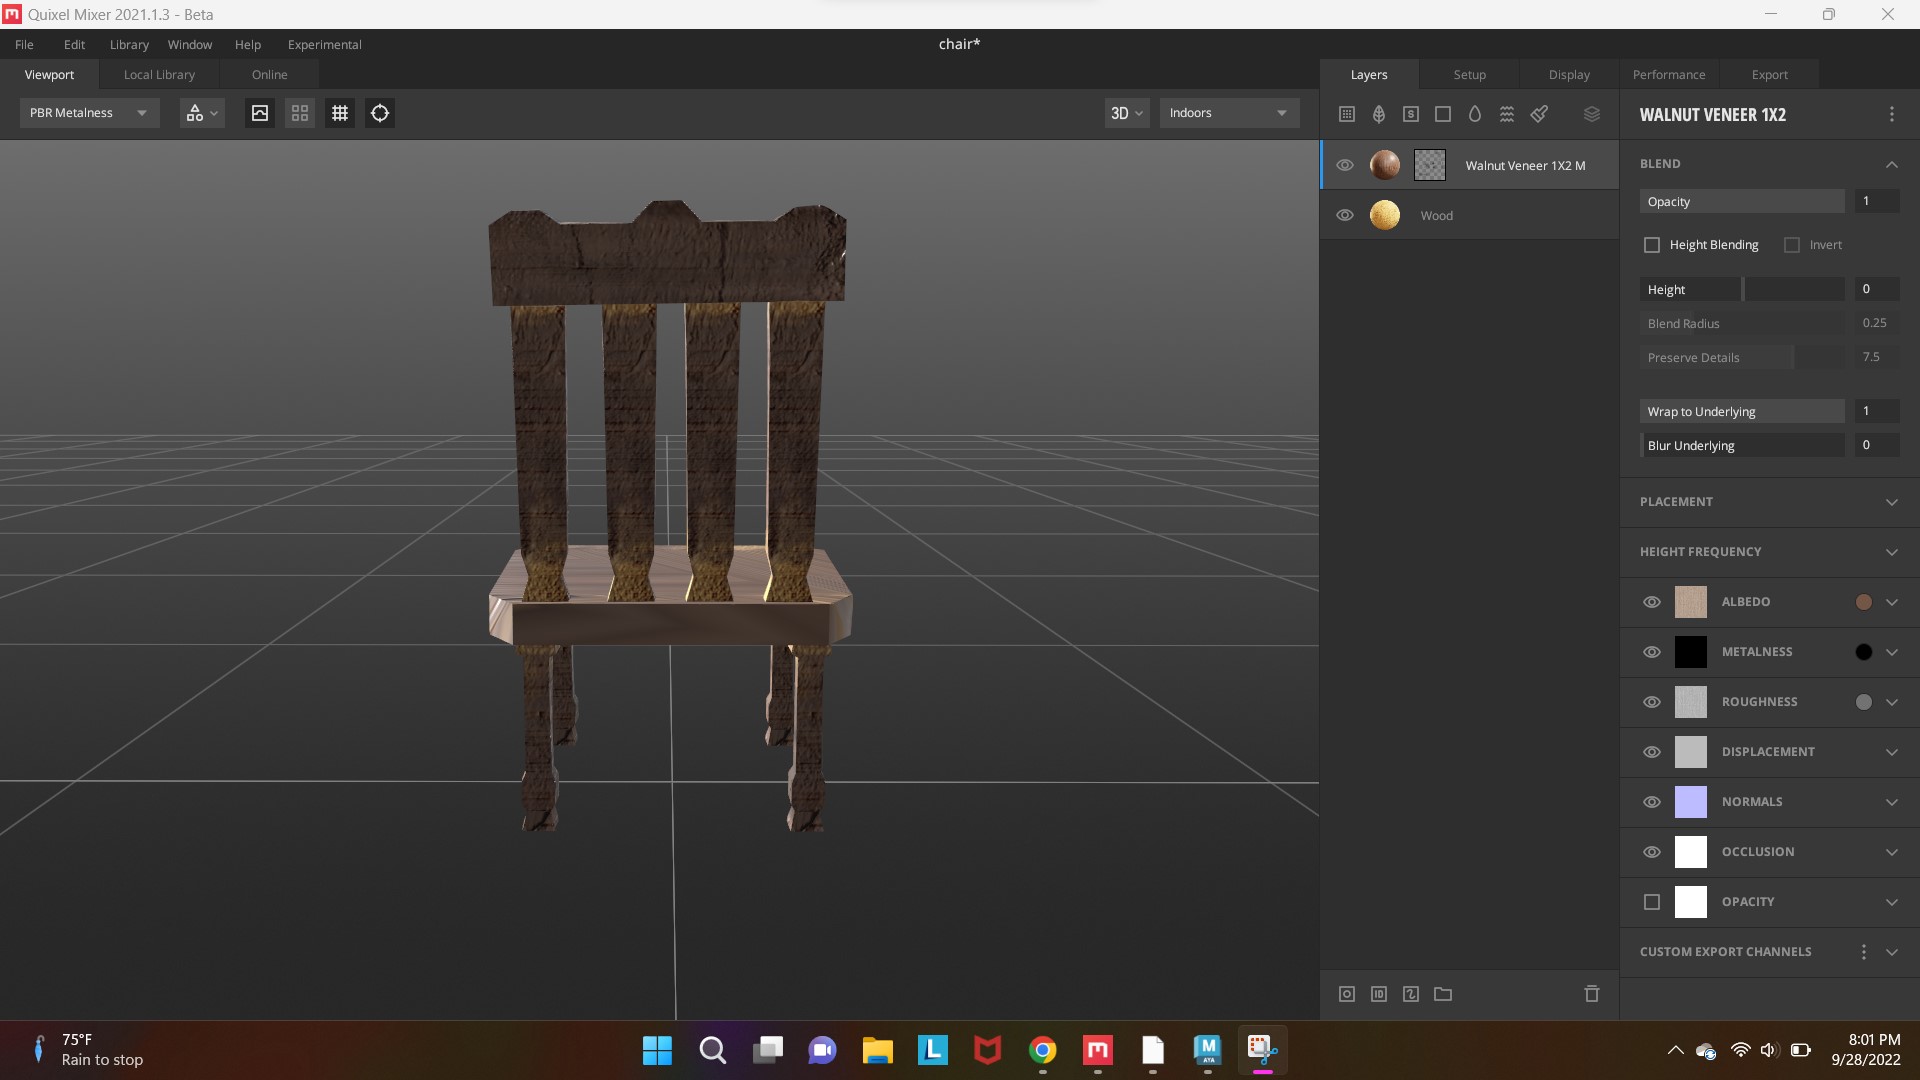 Quixel Mixer 2021.1.3 - Beta
File Edit Library Window Help Experimental
chair*
Viewport Local Library Online
Layers Setup Display Performance Export
PBR Metalness
3D
Indoors
S
WALNUT VENEER 1X2
Walnut Veneer 1X2 M
Wood
BLEND
Opacity 1
Height Blending Invert
Height 0
Blend Radius 0.25
Preserve Details 7.5
Wrap to Underlying 1
Blur Underlying 0
PLACEMENT
HEIGHT FREQUENCY
ALBEDO
METALNESS
ROUGHNESS
DISPLACEMENT
NORMALS
OCCLUSION
OPACITY
CUSTOM EXPORT CHANNELS
ID
75°F
Rain to stop
L
M
AYA
8:01 PM
9/28/2022